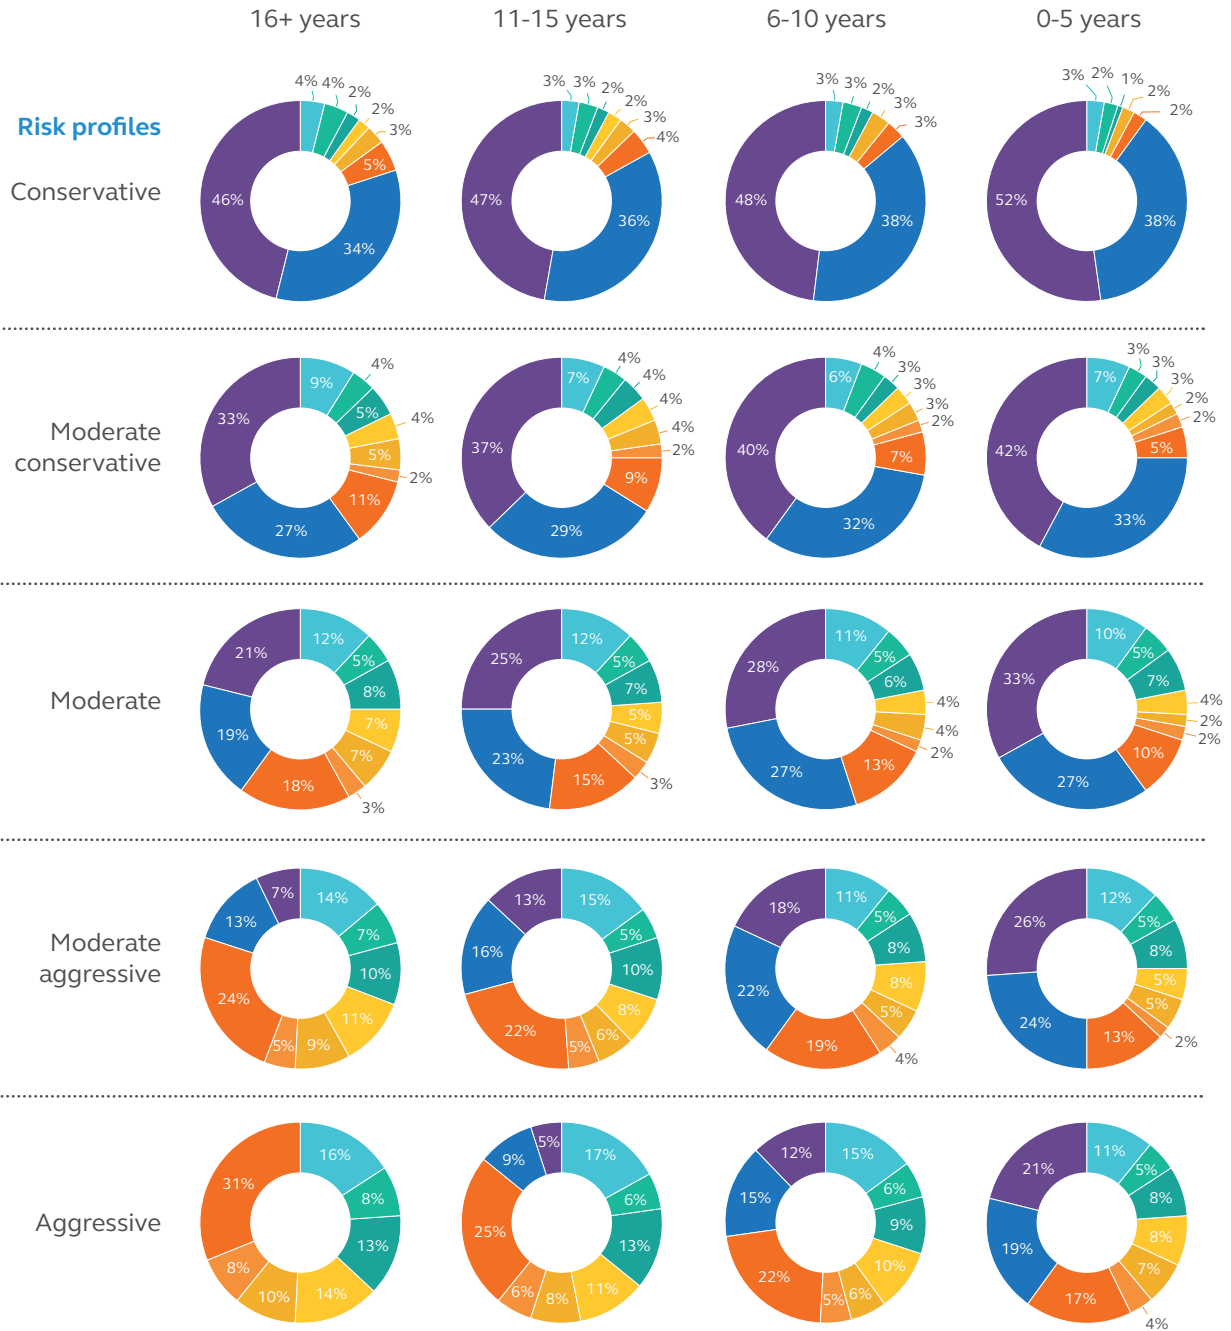 16+ years
11-15 years
6-10 years
0-5 years
Risk profiles
Conservative
4% 4% 2% 2% 3% 5% 34% 46%
3% 3% 2% 2% 3% 4% 36% 47%
3% 3% 2% 3% 3% 38% 48%
3% 2% 1% 2% 2% 38% 52%
Moderate
conservative
9% 4% 5% 4% 5% 2% 11% 27% 33%
7% 4% 4% 4% 4% 2% 9% 29% 37%
6% 4% 3% 3% 3% 2% 7% 32% 40%
7% 3% 3% 3% 2% 2% 5% 33% 42%
Moderate
12% 5% 8% 7% 7% 3% 18% 19% 21%
12% 5% 7% 5% 5% 3% 15% 23% 25%
11% 5% 6% 4% 4% 2% 13% 27% 28%
10% 5% 7% 4% 2% 2% 10% 27% 33%
Moderate
aggressive
14% 7% 10% 11% 9% 5% 24% 13% 7%
15% 5% 10% 8% 6% 5% 22% 16% 13%
11% 5% 8% 8% 5% 4% 19% 22% 18%
12% 5% 8% 5% 5% 2% 13% 24% 26%
Aggressive
16% 8% 13% 14% 10% 8% 31%
17% 6% 13% 11% 8% 6% 25% 9% 5%
15% 6% 9% 10% 6% 5% 22% 15% 12%
11% 5% 8% 8% 7% 4% 17% 19% 21%